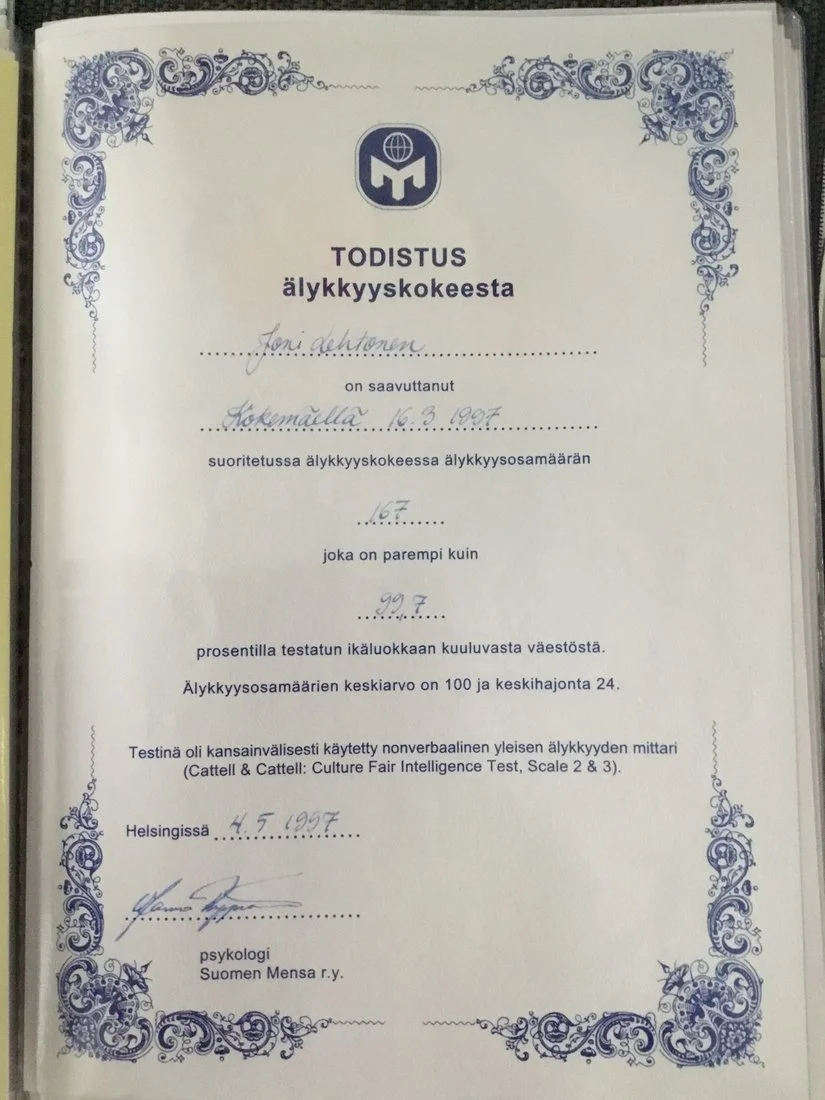 TODISTUS
älykkyyskokeesta
Joni Lehtonen
on saavuttanut
Kokemäellä 16.3 1997
suoritetussa älykkyyskokeessa älykkyysosamäärän
167
joka on parempi kuin
99,7
prosentilla testatun ikäluokkaan kuuluvasta väestöstä.
Älykkyysosamäärien keskiarvo on 100 ja keskihajonta 24.
Testinä oli kansainvälisesti käytetty nonverbaalinen yleisen älykkyyden mittari
(Cattell & Cattell: Culture Fair Intelligence Test, Scale 2 & 3).
Helsingissä 4.5 1997
psykologi
Suomen Mensa r.y.